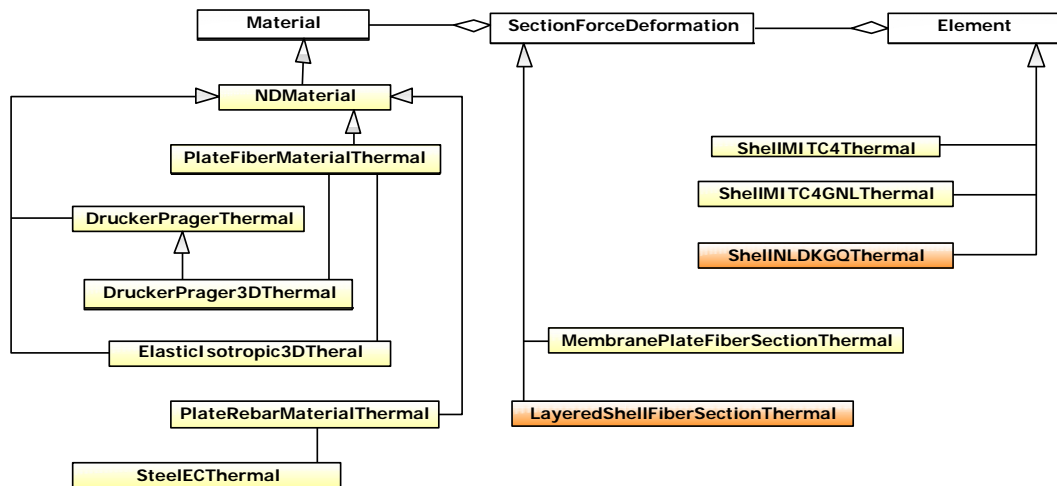 Material
SectionForceDeformation
Element
NDMaterial
PlateFiberMaterialThermal
ShellMITC4Thermal
ShellMITC4GNLThermal
DruckerPragerThermal
ShellNLDKGQThermal
DruckerPrager3DThermal
MembranePlateFiberSectionThermal
ElasticIsotropic3DTheral
PlateRebarMaterialThermal
LayeredShellFiberSectionThermal
SteelECThermal